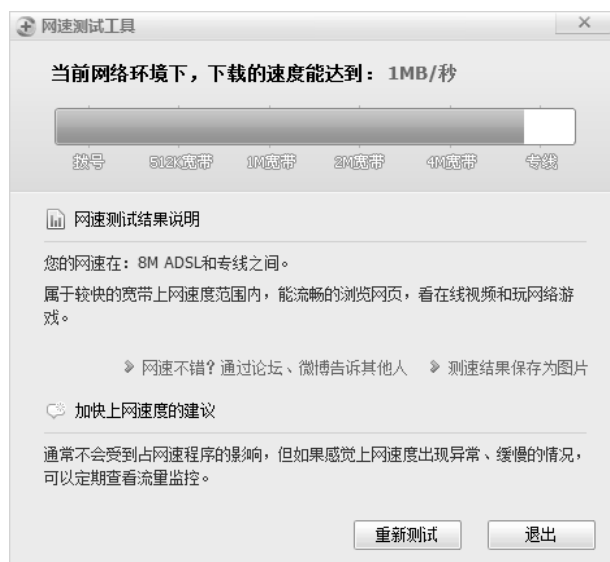 网速测试工具
当前网络环境下，下载的速度能达到：1MB/秒
拨号 512K宽带 1M宽带 2M宽带 4M宽带 专线
网速测试结果说明
您的网速在：8M ADSL和专线之间。
属于较快的宽带上网速度范围内，能流畅的浏览网页，看在线视频和玩网络游
戏。
网速不错？通过论坛、微博告诉其他人 测速结果保存为图片
加快上网速度的建议
通常不会受到占网速程序的影响，但如果感觉上网速度出现异常、缓慢的情况，
可以定期查看流量监控。
重新测试 退出